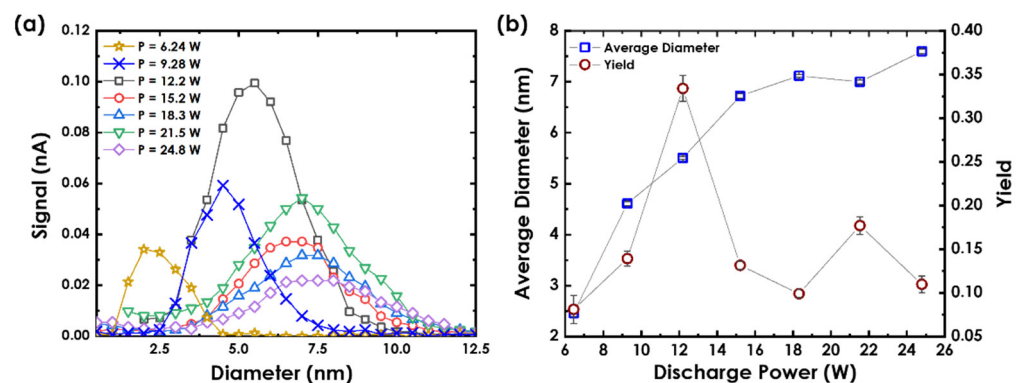 (a)
0.12
0.10
0.08
0.06
0.04
0.02
0.00
Signal (nA)
P = 6.24 W
P = 9.28 W
P = 12.2 W
P = 15.2 W
P = 18.3 W
P = 21.5 W
P = 24.8 W
2.5
5.0
7.5
10.0
12.5
Diameter (nm)
(b)
8
7
6
5
4
3
2
Average Diameter (nm)
Average Diameter
Yield
0.40
0.35
0.30
0.25
0.20
0.15
0.10
0.05
Yield
6
8
10
12
14
16
18
20
22
24
26
Discharge Power (W)